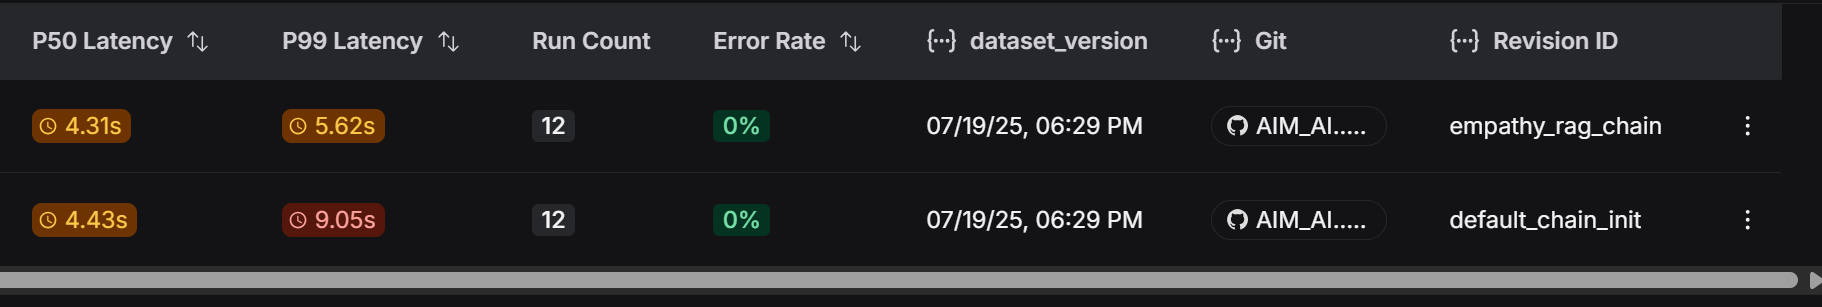 P50 Latency P99 Latency Run Count Error Rate {...} dataset_version {...} Git {...} Revision ID
4.31s 5.62s 12 0% 07/19/25, 06:29 PM AIM_AI..... empathy_rag_chain
4.43s 9.05s 12 0% 07/19/25, 06:29 PM AIM_AI..... default_chain_init